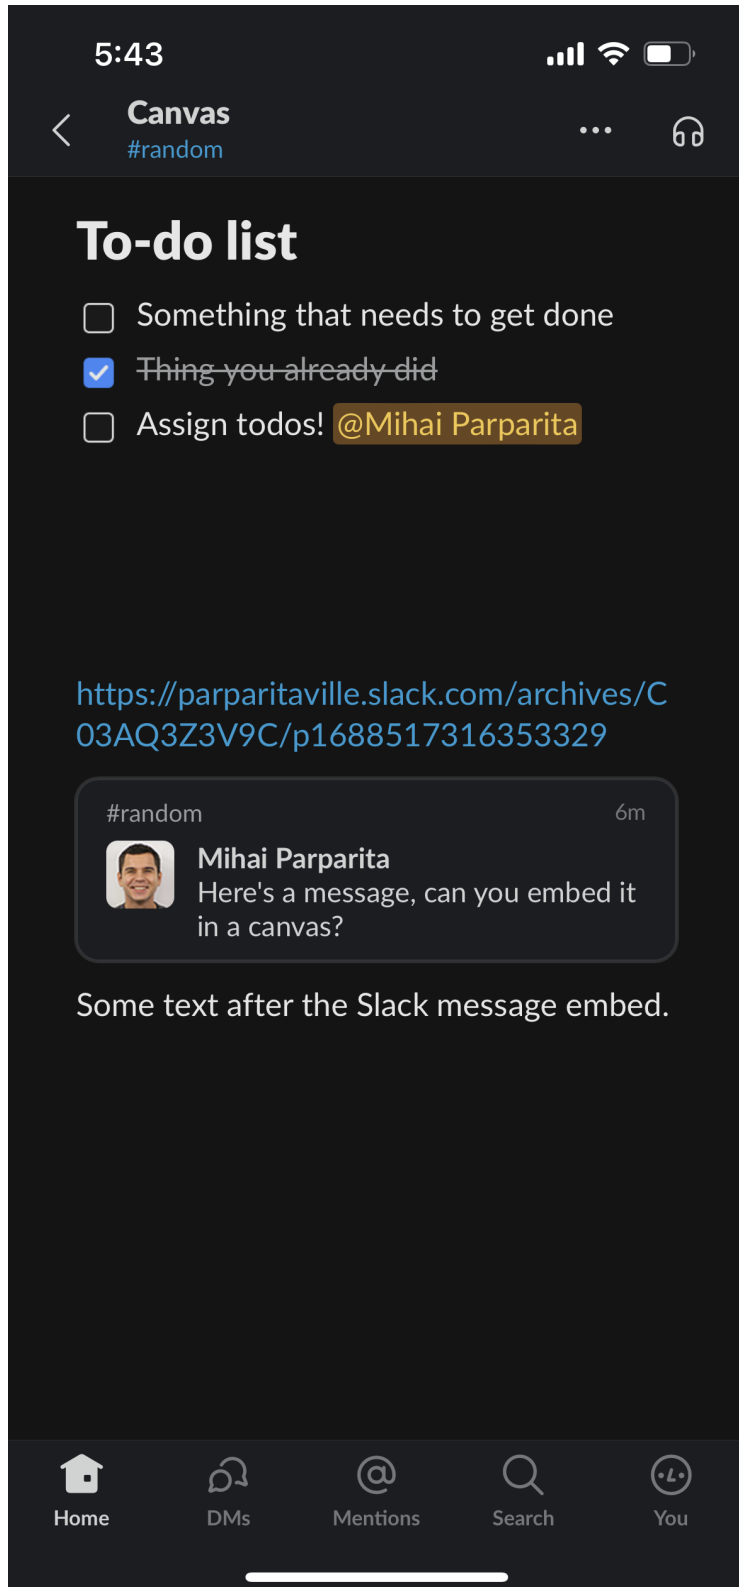 5:43
Canvas
#random
To-do list
Something that needs to get done
Thing you already did
Assign todos! @Mihai Parparita
https://parparitaville.slack.com/archives/C
03AQ3Z3V9C/p1688517316353329
#random 6m
Mihai Parparita
Here's a message, can you embed it
in a canvas?
Some text after the Slack message embed.
Home DMs Mentions Search You